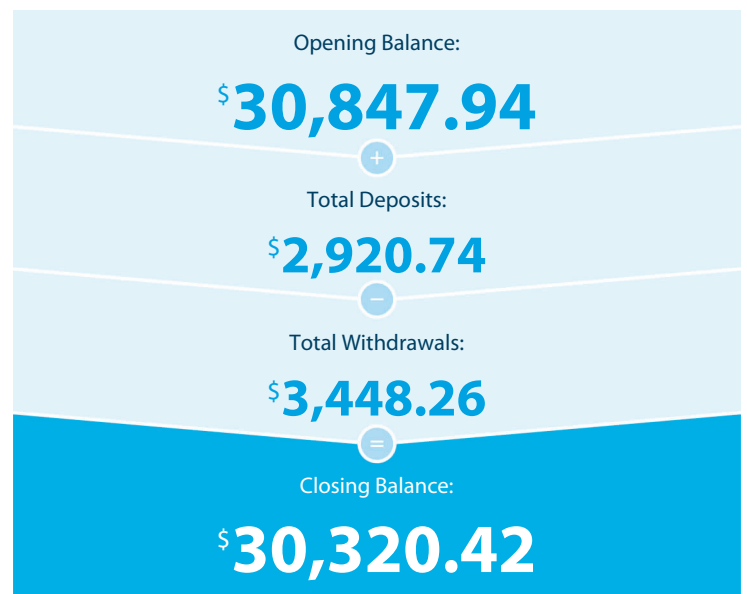 Opening Balance:
$30,847.94
+
Total Deposits:
$2,920.74
−
Total Withdrawals:
$3,448.26
=
Closing Balance:
$30,320.42